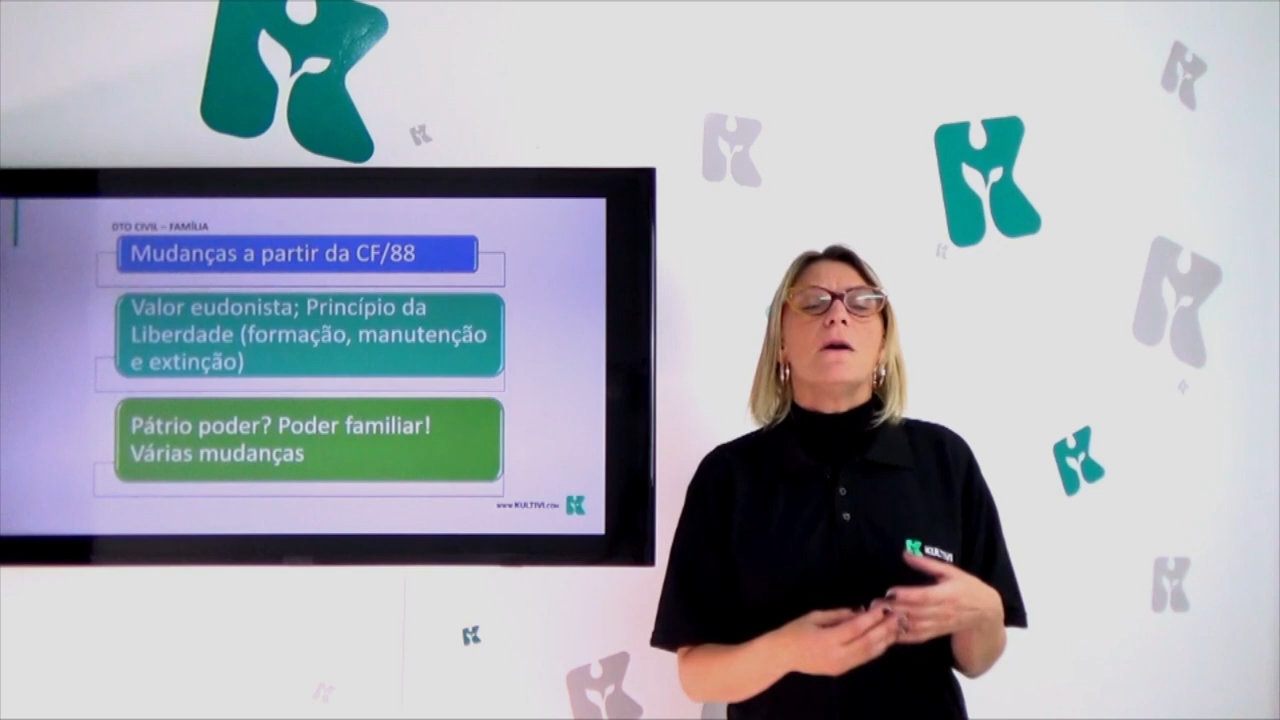 DTO CIVIL – FAMÍLIA
Mudanças a partir da CF/88
Valor eudonista; Princípio da
Liberdade (formação, manutenção
e extinção)
Pátrio poder? Poder familiar!
Várias mudanças
www.KULTIVI.com
KULTIVI